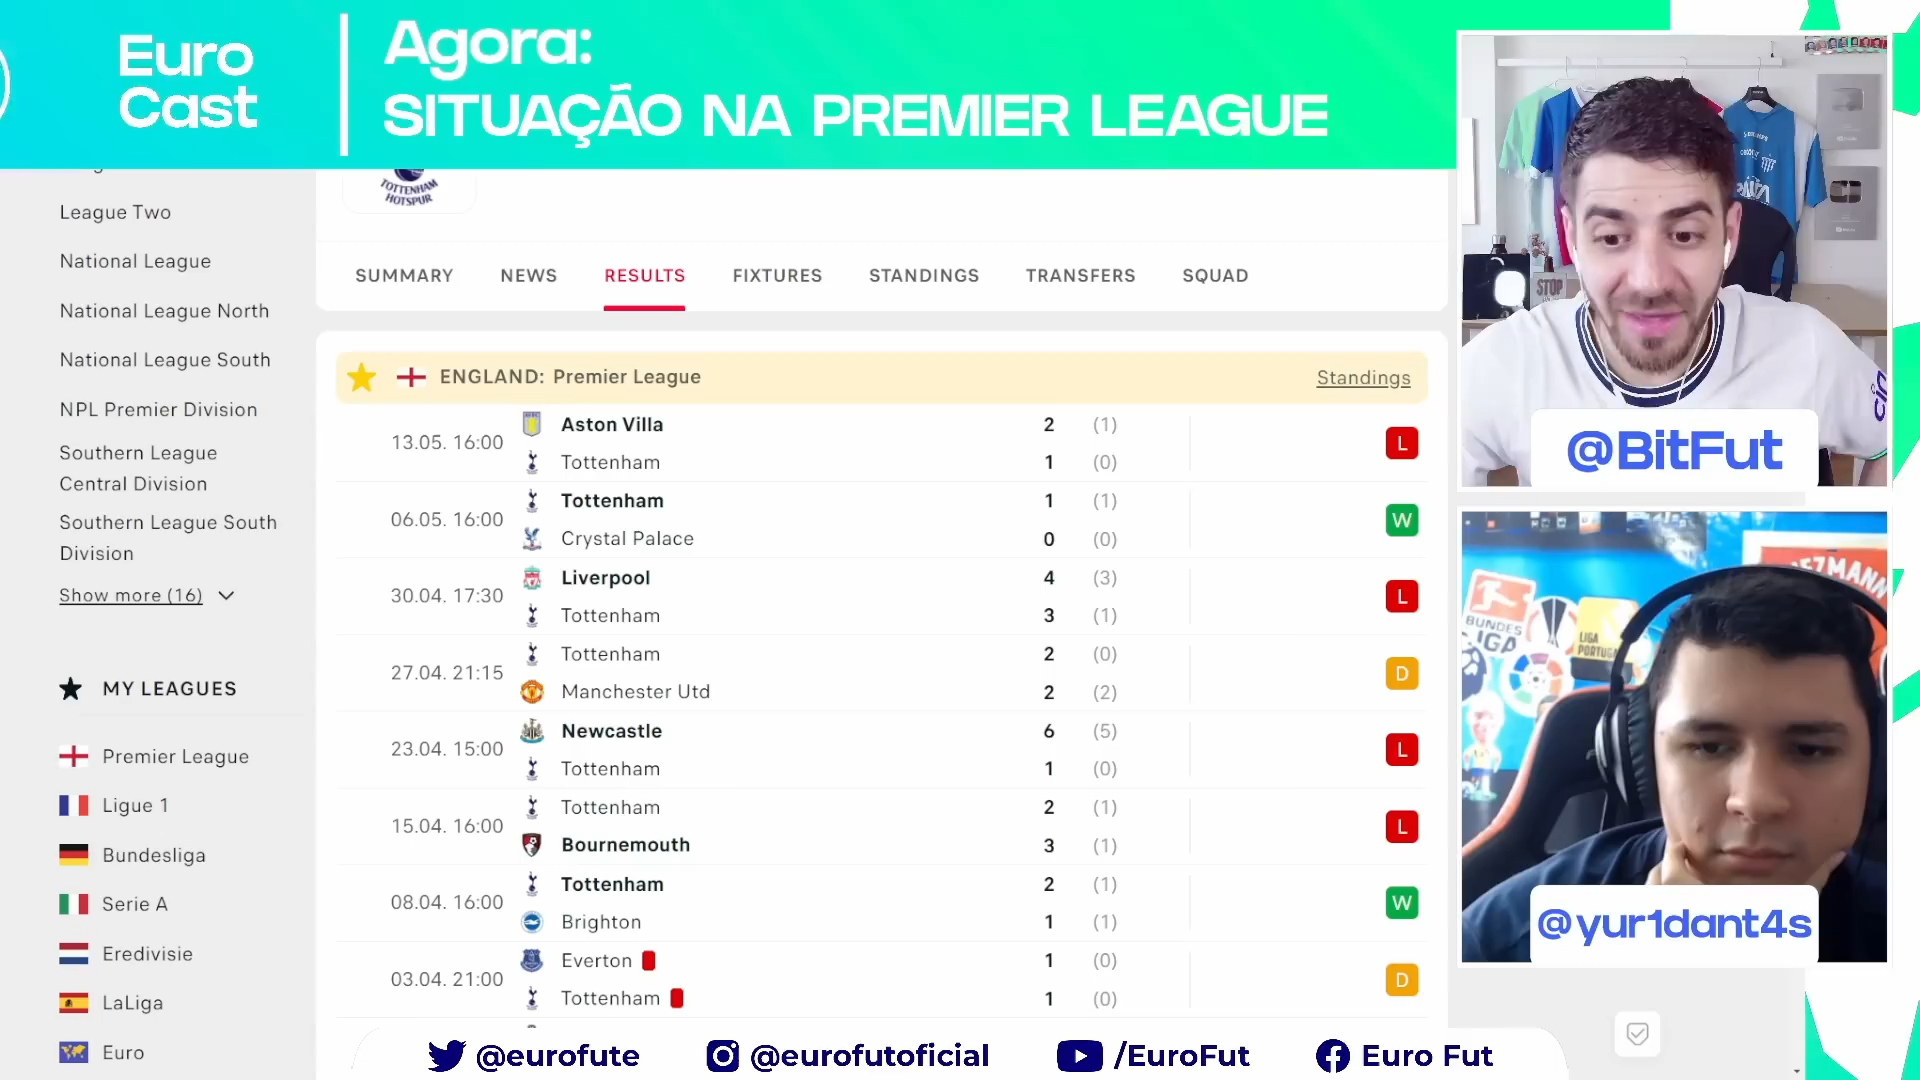 Euro
Cast
Agora:
SITUAÇÃO NA PREMIER LEAGUE
League Two
National League
National League North
National League South
NPL Premier Division
Southern League
Central Division
Southern League South
Division
Show more (16)
MY LEAGUES
Premier League
Ligue 1
Bundesliga
Serie A
Eredivisie
LaLiga
Euro
TOTTENHAM
HOTSPUR
SUMMARY NEWS RESULTS FIXTURES STANDINGS TRANSFERS SQUAD
ENGLAND: Premier League Standings
13.05. 16:00
Aston Villa 2 (1)
Tottenham 1 (0)
L
06.05. 16:00
Tottenham 1 (1)
Crystal Palace 0 (0)
W
30.04. 17:30
Liverpool 4 (3)
Tottenham 3 (1)
L
27.04. 21:15
Tottenham 2 (0)
Manchester Utd 2 (2)
D
23.04. 15:00
Newcastle 6 (5)
Tottenham 1 (0)
L
15.04. 16:00
Tottenham 2 (1)
Bournemouth 3 (1)
L
08.04. 16:00
Tottenham 2 (1)
Brighton 1 (1)
W
03.04. 21:00
Everton 1 (0)
Tottenham 1 (0)
D
STOP
@BitFut
BUNDES
LIGA
LIGA
PORTUGAL
@yur1dant4s
@eurofute @eurofutoficial /EuroFut Euro Fut